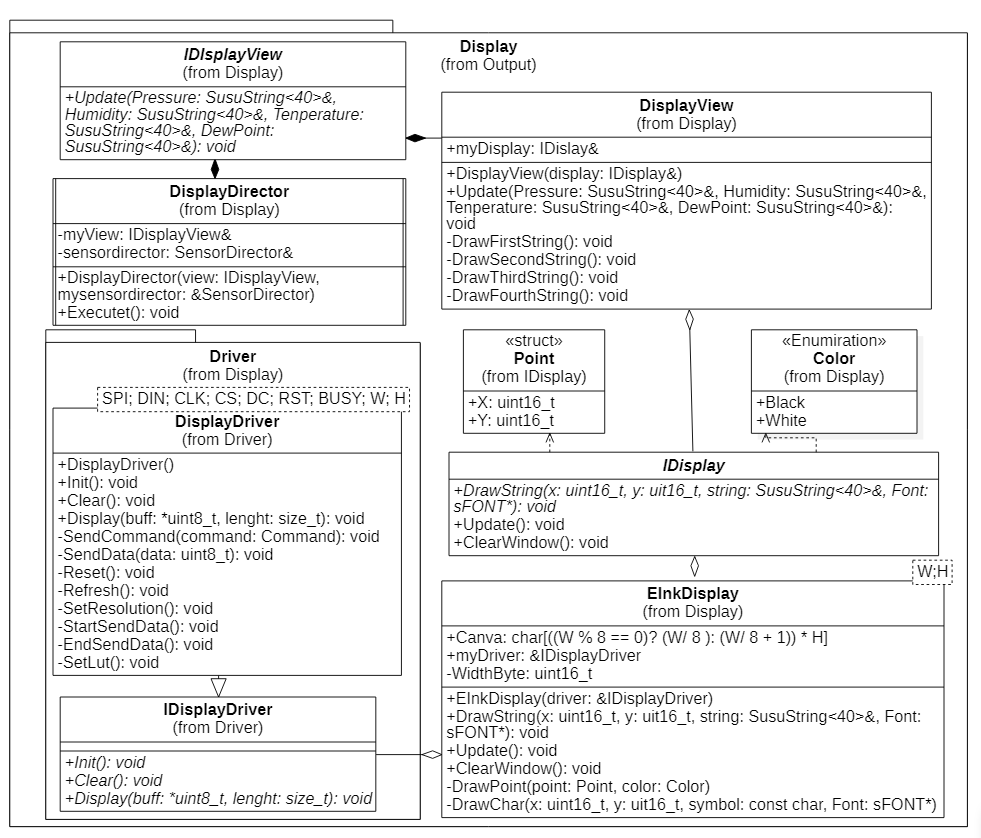 Display
(from Output)
IDIsplayView
(from Display)
+Update(Pressure: SusuString<40>&,
Humidity: SusuString<40>&, Tenperature:
SusuString<40>&, DewPoint:
SusuString<40>&): void
DisplayDirector
(from Display)
-myView: IDisplayView&
-sensordirector: SensorDirector&
+DisplayDirector(view: IDisplayView,
mysensordirector: &SensorDirector)
+Executet(): void
DisplayView
(from Display)
+myDisplay: IDislay&
+DisplayView(display: IDisplay&)
+Update(Pressure: SusuString<40>&, Humidity: SusuString<40>&,
Tenperature: SusuString<40>&, DewPoint: SusuString<40>&):
void
-DrawFirstString(): void
-DrawSecondString(): void
-DrawThirdString(): void
-DrawFourthString(): void
Driver
(from Display)
SPI; DIN; CLK; CS; DC; RST; BUSY; W; H
DisplayDriver
(from Driver)
+DisplayDriver()
+Init(): void
+Clear(): void
+Display(buff: *uint8_t, lenght: size_t): void
-SendCommand(command: Command): void
-SendData(data: uint8_t): void
-Reset(): void
-Refresh(): void
-SetResolution(): void
-StartSendData(): void
-EndSendData(): void
-SetLut(): void
IDisplayDriver
(from Driver)
+Init(): void
+Clear(): void
+Display(buff: *uint8_t, lenght: size_t): void
«struct»
Point
(from IDisplay)
+X: uint16_t
+Y: uint16_t
«Enumiration»
Color
(from Display)
+Black
+White
IDisplay
+DrawString(x: uint16_t, y: uit16_t, string: SusuString<40>&, Font:
sFONT*): void
+Update(): void
+ClearWindow(): void
W;H
EInkDisplay
(from Display)
+Canva: char[((W % 8 == 0)? (W/ 8 ): (W/ 8 + 1)) * H]
+myDriver: &IDisplayDriver
-WidthByte: uint16_t
+EInkDisplay(driver: &IDisplayDriver)
+DrawString(x: uint16_t, y: uit16_t, string: SusuString<40>&, Font:
sFONT*): void
+Update(): void
+ClearWindow(): void
-DrawPoint(point: Point, color: Color)
-DrawChar(x: uint16_t, y: uit16_t, symbol: const char, Font: sFONT*)